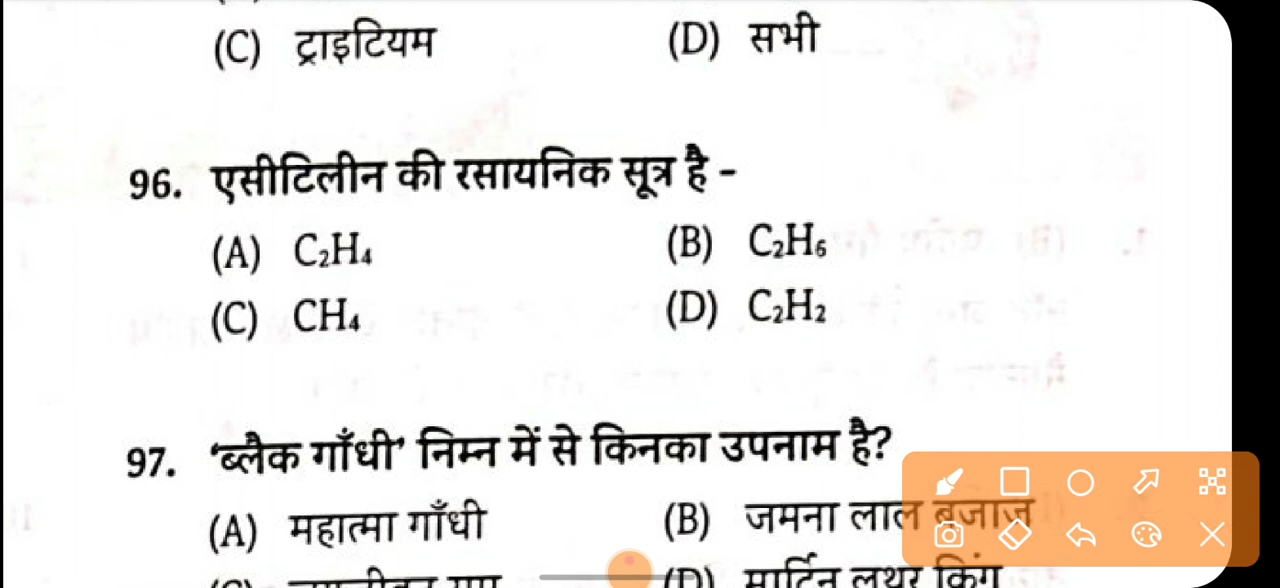 (C) ट्राइटियम (D) सभी
96. एसीटिलीन की रसायनिक सूत्र है -
(A) C₂H₄ (B) C₂H₆
(C) CH₄ (D) C₂H₂
97. ‘ब्लैक गाँधी’ निम्न में से किनका उपनाम है?
(A) महात्मा गाँधी (B) जमना लाल बजाज
(D) मार्टिन लूथर किंग